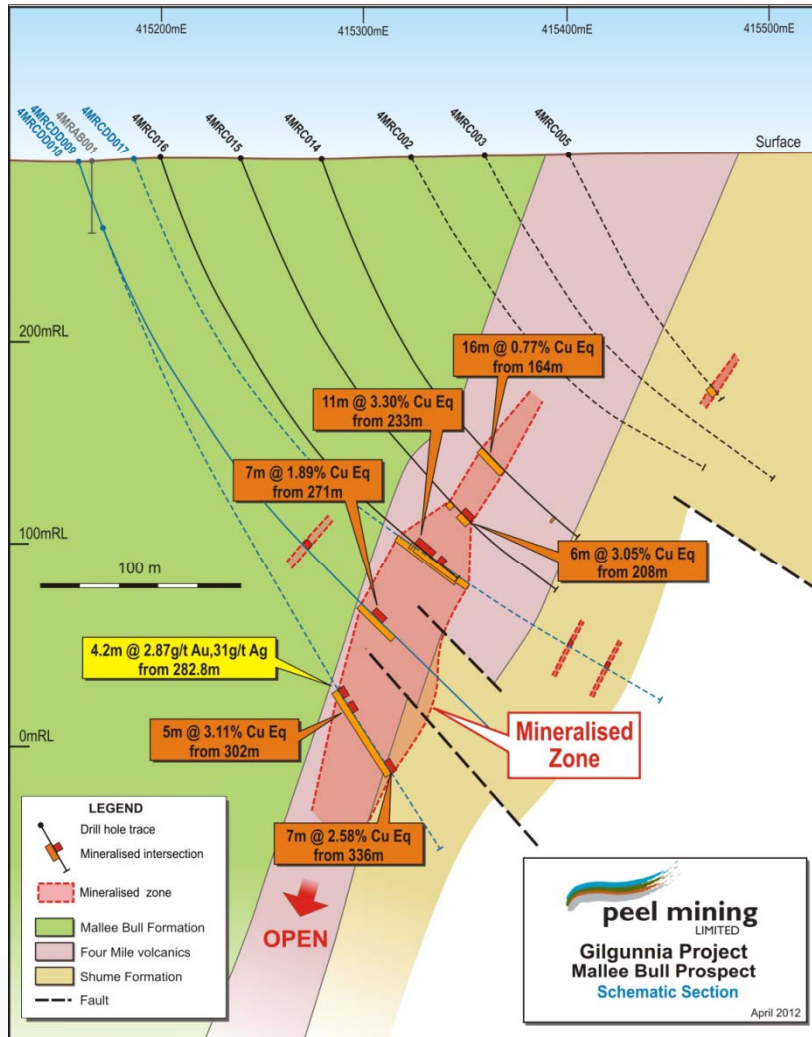 415200mE
415300mE
415400mE
415500mE
4MRCDD010
4MRCDD009
4MRAB001
4MRCDD017
4MRC016
4MRC015
4MRC014
4MRC002
4MRC003
4MRC005
Surface
200mRL
16m @ 0.77% Cu Eq
from 164m
11m @ 3.30% Cu Eq
from 233m
7m @ 1.89% Cu Eq
from 271m
100mRL
6m @ 3.05% Cu Eq
from 208m
100 m
4.2m @ 2.87g/t Au,31g/t Ag
from 282.8m
5m @ 3.11% Cu Eq
from 302m
Mineralised
Zone
0mRL
7m @ 2.58% Cu Eq
from 336m
OPEN
LEGEND
Drill hole trace
Mineralised intersection
Mineralised zone
Mallee Bull Formation
Four Mile volcanics
Shume Formation
Fault
peel mining
LIMITED
Gilgunnia Project
Mallee Bull Prospect
Schematic Section
April 2012